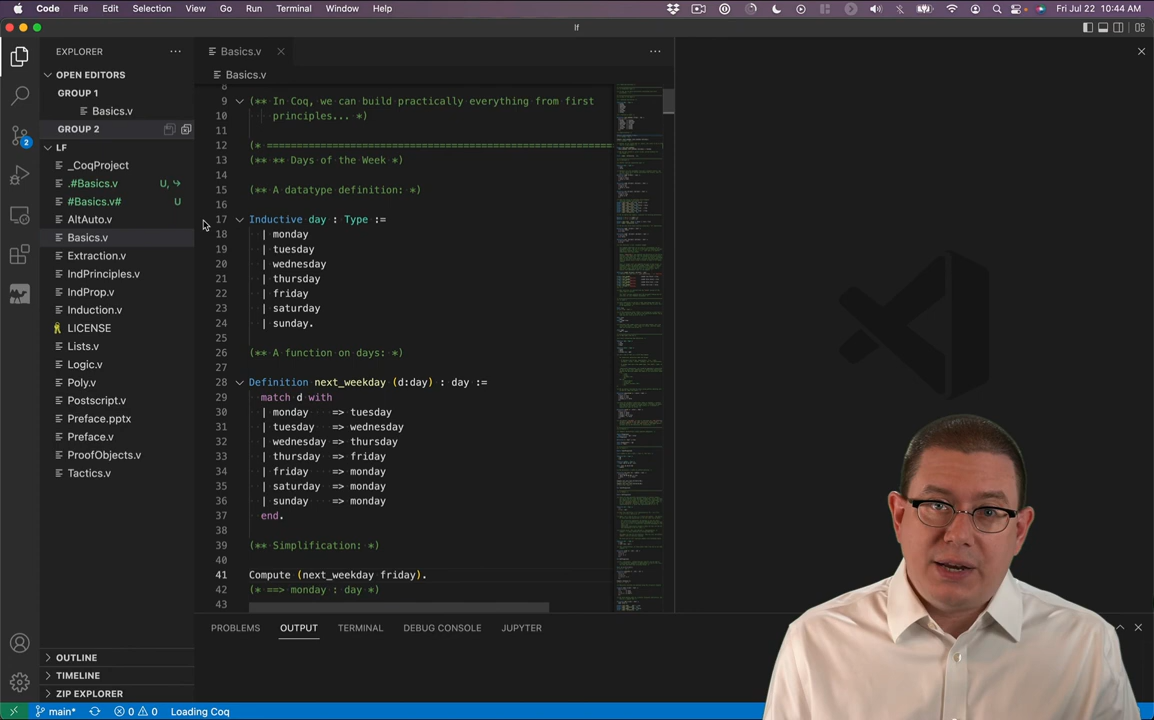 Code File Edit Selection View Go Run Terminal Window Help Fri Jul 22 10:44 AM
lf
EXPLORER
OPEN EDITORS
GROUP 1
Basics.v
GROUP 2
LF
_CoqProject
.#Basics.v U,
#Basics.v# U
AltAuto.v
Basics.v
Extraction.v
IndPrinciples.v
IndProp.v
Induction.v
LICENSE
Lists.v
Logic.v
Poly.v
Postscript.v
Preface.pptx
Preface.v
ProofObjects.v
Tactics.v
OUTLINE
TIMELINE
ZIP EXPLORER
2
Basics.v
Basics.v
8
9 (** In Coq, we can build practically everything from first
10 principles... *)
11
12 (* ==========================================================
13 (** ** Days of the Week *)
14
15 (** A datatype definition: *)
16
17 Inductive day : Type :=
18 | monday
19 | tuesday
20 | wednesday
21 | thursday
22 | friday
23 | saturday
24 | sunday.
25
26 (** A function on days: *)
27
28 Definition next_weekday (d:day) : day :=
29 match d with
30 | monday => tuesday
31 | tuesday => wednesday
32 | wednesday => thursday
33 | thursday => friday
34 | friday => monday
35 | saturday => monday
36 | sunday => monday
37 end.
38
39 (** Simplification: *)
40
41 Compute (next_weekday friday).
42 (* ==> monday : day *)
43
PROBLEMS OUTPUT TERMINAL DEBUG CONSOLE JUPYTER
main* 0 0 Loading Coq